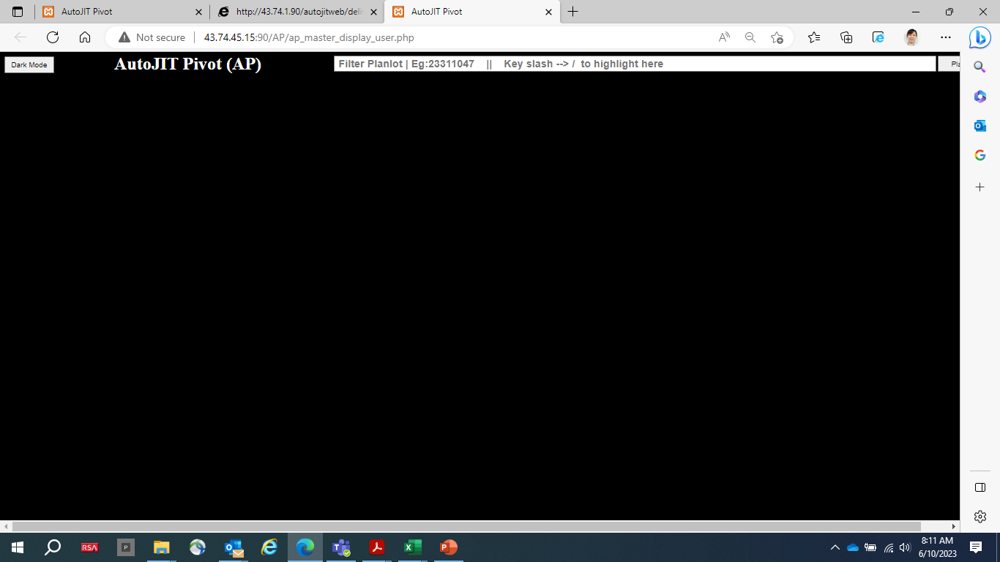 AutoJIT Pivot
http://43.74.1.90/autojitweb/deli
AutoJIT Pivot
Not secure
43.74.45.15:90/AP/ap_master_display_user.php
Dark Mode
AutoJIT Pivot (AP)
Filter Planlot | Eg:23311047 || Key slash --> / to highlight here
Pla
RSA
P
8:11 AM
6/10/2023